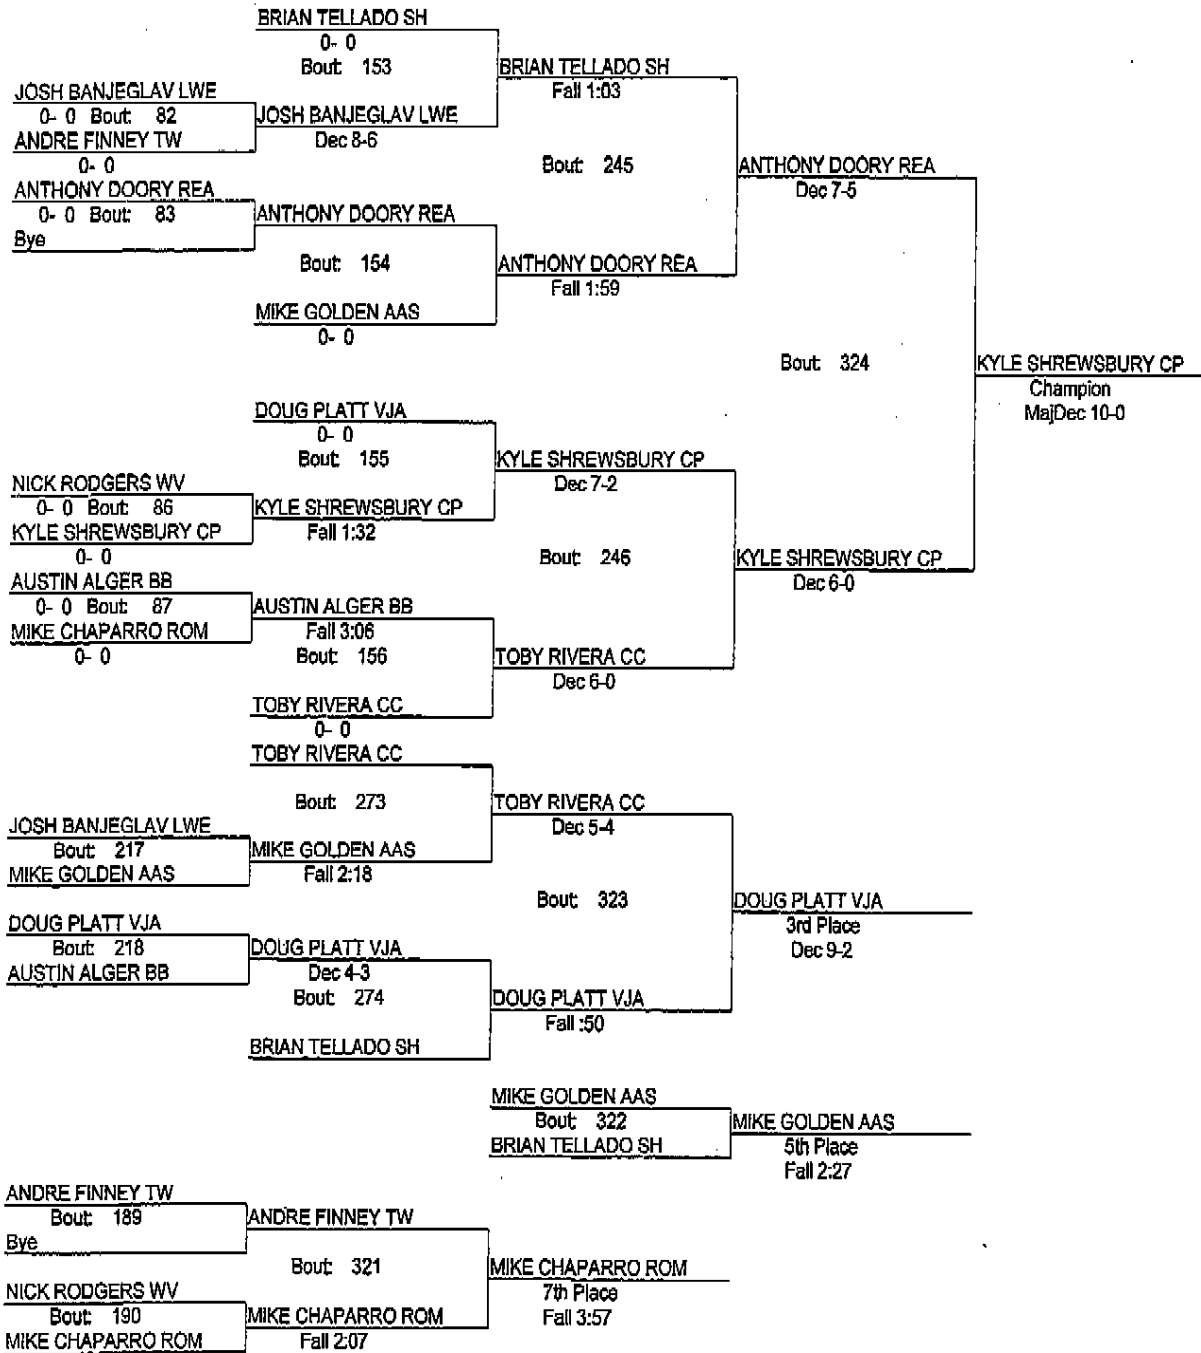 BRIAN TELLADO SH
0- 0
Bout: 153
BRIAN TELLADO SH
Fall 1:03
JOSH BANJEGLAV LWE
0- 0 Bout: 82
JOSH BANJEGLAV LWE
Dec 8-6
ANDRE FINNEY TW
0- 0
Bout: 245
ANTHONY DOORY REA
Dec 7-5
ANTHONY DOORY REA
0- 0 Bout: 83
ANTHONY DOORY REA
Bye
Bout: 154
ANTHONY DOORY REA
Fall 1:59
MIKE GOLDEN AAS
0- 0
Bout: 324
KYLE SHREWSBURY CP
Champion
MajDec 10-0
DOUG PLATT VJA
0- 0
Bout: 155
KYLE SHREWSBURY CP
Dec 7-2
NICK RODGERS WV
0- 0 Bout: 86
KYLE SHREWSBURY CP
Fall 1:32
KYLE SHREWSBURY CP
0- 0
Bout: 246
KYLE SHREWSBURY CP
Dec 6-0
AUSTIN ALGER BB
0- 0 Bout: 87
AUSTIN ALGER BB
Fall 3:06
MIKE CHAPARRO ROM
0- 0
Bout: 156
TOBY RIVERA CC
Dec 6-0
TOBY RIVERA CC
0- 0
TOBY RIVERA CC
Bout: 273
TOBY RIVERA CC
Dec 5-4
JOSH BANJEGLAV LWE
Bout: 217
MIKE GOLDEN AAS
Fall 2:18
MIKE GOLDEN AAS
Bout: 323
DOUG PLATT VJA
3rd Place
Dec 9-2
DOUG PLATT VJA
Bout: 218
DOUG PLATT VJA
Dec 4-3
AUSTIN ALGER BB
Bout: 274
DOUG PLATT VJA
Fall :50
BRIAN TELLADO SH
MIKE GOLDEN AAS
Bout: 322
MIKE GOLDEN AAS
5th Place
Fall 2:27
BRIAN TELLADO SH
ANDRE FINNEY TW
Bout: 189
ANDRE FINNEY TW
Bye
Bout: 321
MIKE CHAPARRO ROM
7th Place
Fall 3:57
NICK RODGERS WV
Bout: 190
MIKE CHAPARRO ROM
Fall 2:07
MIKE CHAPARRO ROM